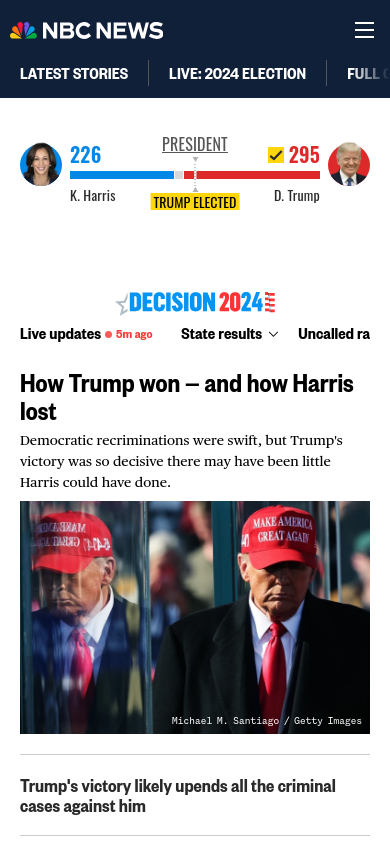 NBC NEWS
LATEST STORIES
LIVE: 2024 ELECTION
FULL
PRESIDENT
226
295
K. Harris
D. Trump
TRUMP ELECTED
DECISION 2024
Live updates 5m ago
State results
Uncalled ra
How Trump won – and how Harris
lost
Democratic recriminations were swift, but Trump's
victory was so decisive there may have been little
Harris could have done.
MAKE AMERICA
GREAT AGAIN
45-47
Michael M. Santiago / Getty Images
Trump's victory likely upends all the criminal
cases against him